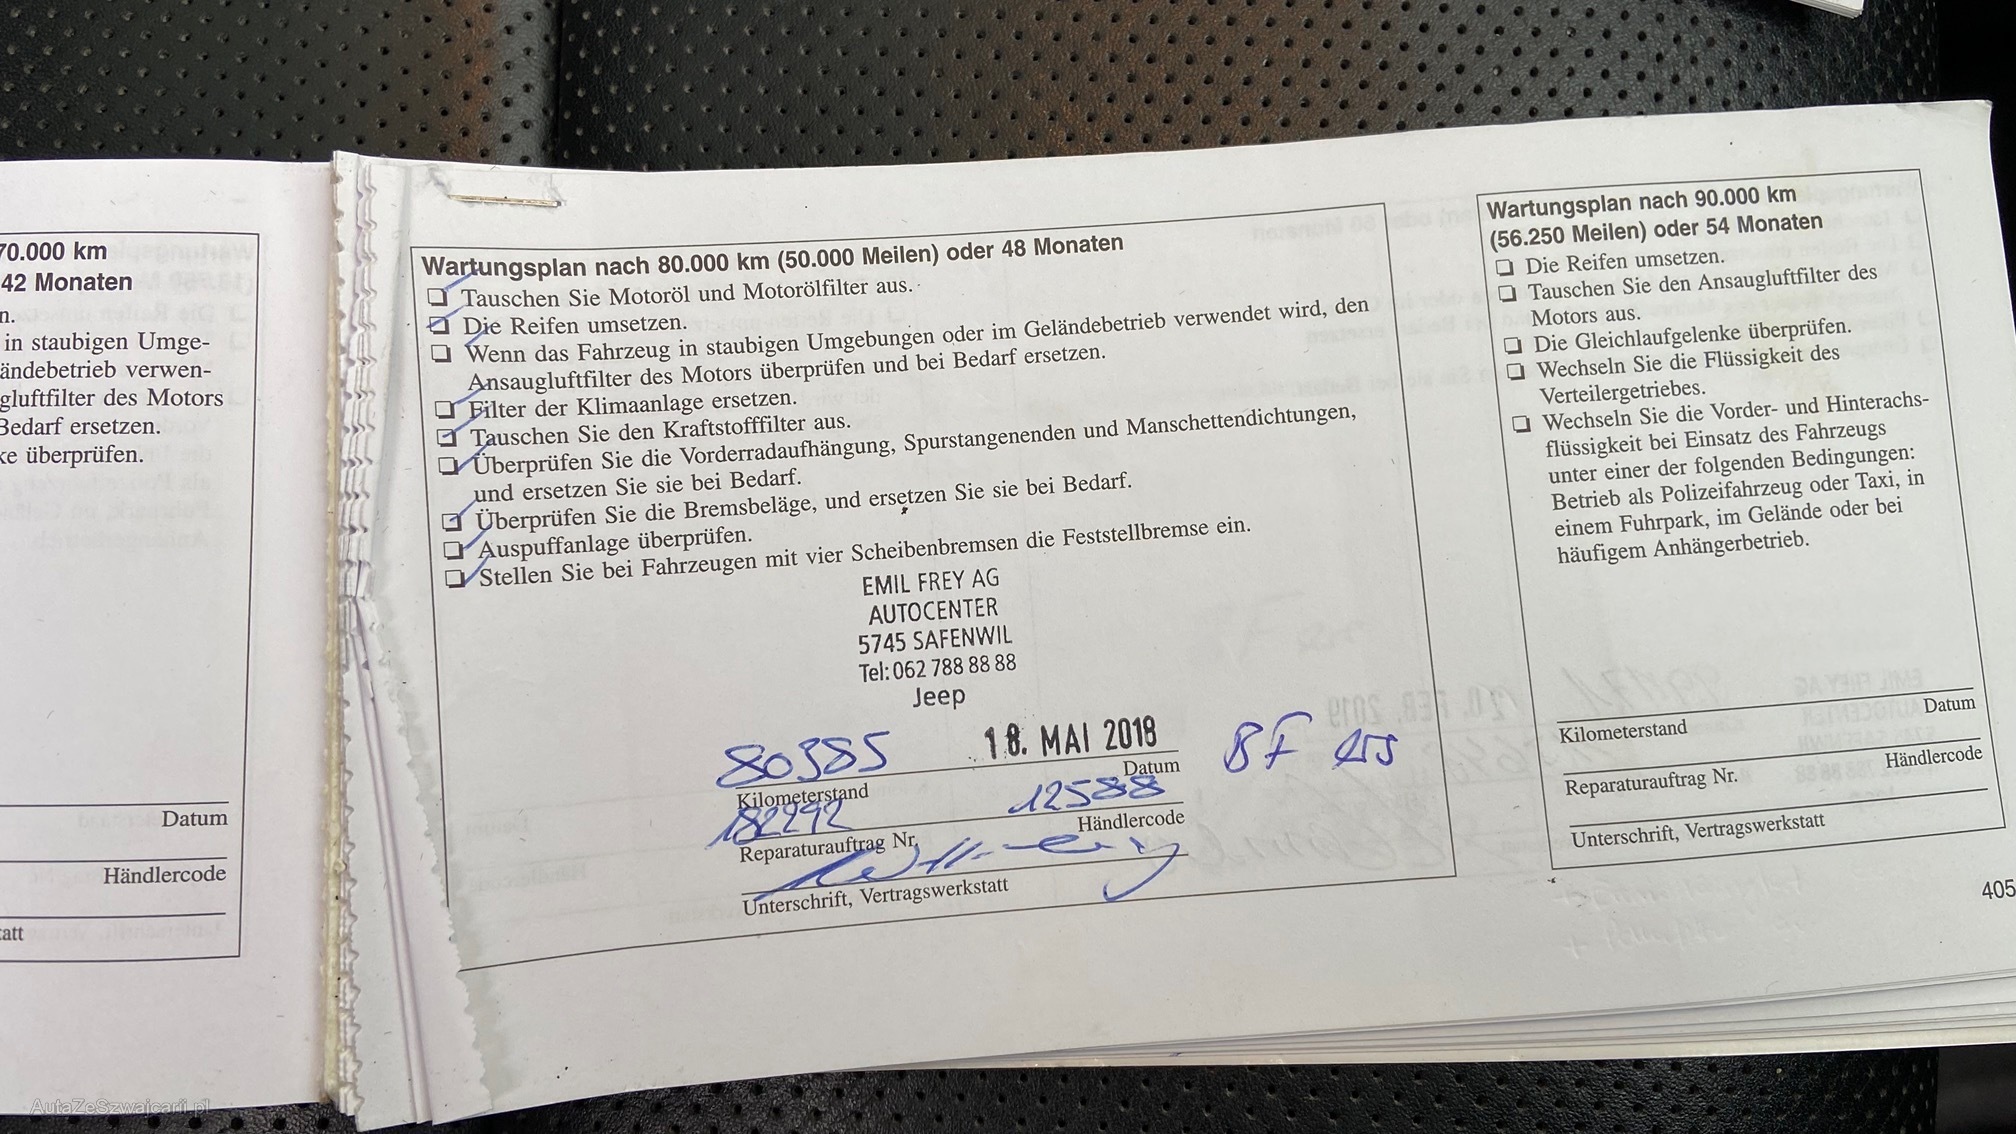 70.000 km
42 Monaten
n.
in staubigen Umge-
ändebetrieb verwen-
gluftfilter des Motors
Bedarf ersetzen.
ke überprüfen.
Datum
Händlercode
att
Wartungsplan nach 80.000 km (50.000 Meilen) oder 48 Monaten
❏ Tauschen Sie Motoröl und Motorölfilter aus.
❏ Die Reifen umsetzen.
❏ Wenn das Fahrzeug in staubigen Umgebungen oder im Geländebetrieb verwendet wird, den
Ansaugluftfilter des Motors überprüfen und bei Bedarf ersetzen.
❏ Filter der Klimaanlage ersetzen.
❏ Tauschen Sie den Kraftstofffilter aus.
❏ Überprüfen Sie die Vorderradaufhängung, Spurstangenenden und Manschettendichtungen,
und ersetzen Sie sie bei Bedarf.
❏ Überprüfen Sie die Bremsbeläge, und ersetzen Sie sie bei Bedarf.
❏ Auspuffanlage überprüfen.
❏ Stellen Sie bei Fahrzeugen mit vier Scheibenbremsen die Feststellbremse ein.
EMIL FREY AG
AUTOCENTER
5745 SAFENWIL
Tel: 062 788 88 88
Jeep
80385 18. MAI 2018 BF
Kilometerstand Datum
182292 12588
Reparaturauftrag Nr. Händlercode
Unterschrift, Vertragswerkstatt
Wartungsplan nach 90.000 km
(56.250 Meilen) oder 54 Monaten
❏ Die Reifen umsetzen.
❏ Tauschen Sie den Ansaugluftfilter des
Motors aus.
❏ Die Gleichlaufgelenke überprüfen.
❏ Wechseln Sie die Flüssigkeit des
Verteilergetriebes.
❏ Wechseln Sie die Vorder- und Hinterachs-
flüssigkeit bei Einsatz des Fahrzeugs
unter einer der folgenden Bedingungen:
Betrieb als Polizeifahrzeug oder Taxi, in
einem Fuhrpark, im Gelände oder bei
häufigem Anhängerbetrieb.
Kilometerstand Datum
Reparaturauftrag Nr. Händlercode
Unterschrift, Vertragswerkstatt
405
AutaZeSzwajcarii.pl